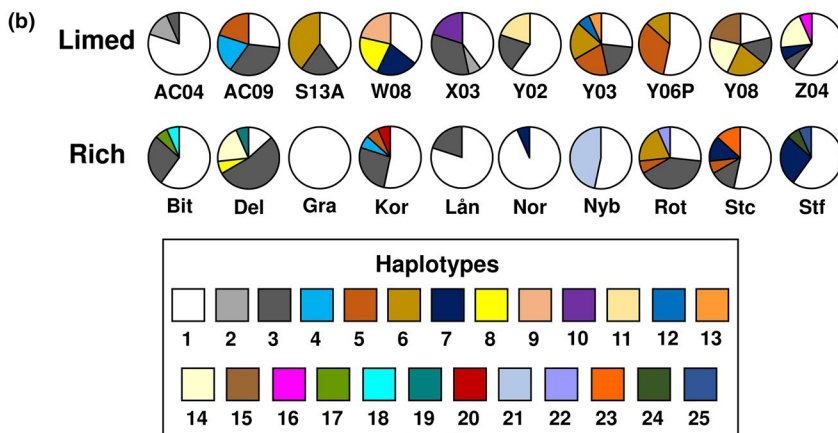 (b)
Limed
AC04 AC09 S13A W08 X03 Y02 Y03 Y06P Y08 Z04
Rich
Bit Del Gra Kor Lån Nor Nyb Rot Stc Stf
Haplotypes
1 2 3 4 5 6 7 8 9 10 11 12 13
14 15 16 17 18 19 20 21 22 23 24 25